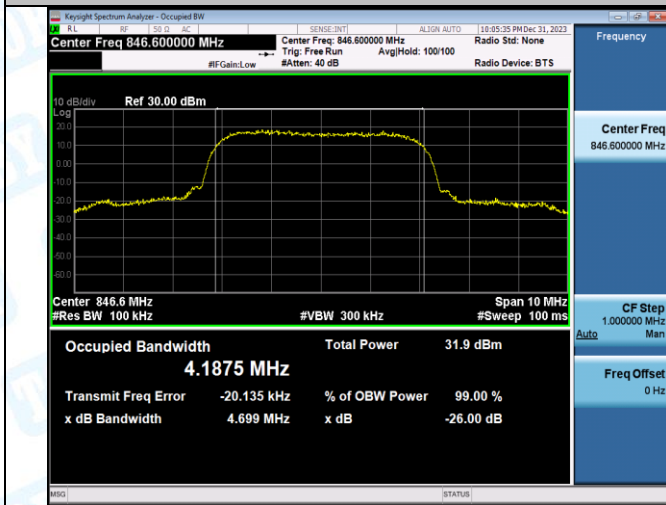 Keysight Spectrum Analyzer - Occupied BW
RL RF 50 Ω AC SENSE:INT ALIGN AUTO 10:05:35 PM Dec 31, 2023
Center Freq 846.600000 MHz
Center Freq: 846.600000 MHz
Radio Std: None
Trig: Free Run Avg|Hold: 100/100
#IFGain:Low #Atten: 40 dB Radio Device: BTS
Frequency
10 dB/div Ref 30.00 dBm
Log
20.0
10.0
0.00
-10.0
-20.0
-30.0
-40.0
-50.0
-60.0
Center 846.6 MHz Span 10 MHz
#Res BW 100 kHz #VBW 300 kHz #Sweep 100 ms
Occupied Bandwidth Total Power 31.9 dBm
4.1875 MHz
Transmit Freq Error -20.135 kHz % of OBW Power 99.00 %
x dB Bandwidth 4.699 MHz x dB -26.00 dB
Center Freq
846.600000 MHz
CF Step
1.000000 MHz
Auto Man
Freq Offset
0 Hz
MSG STATUS